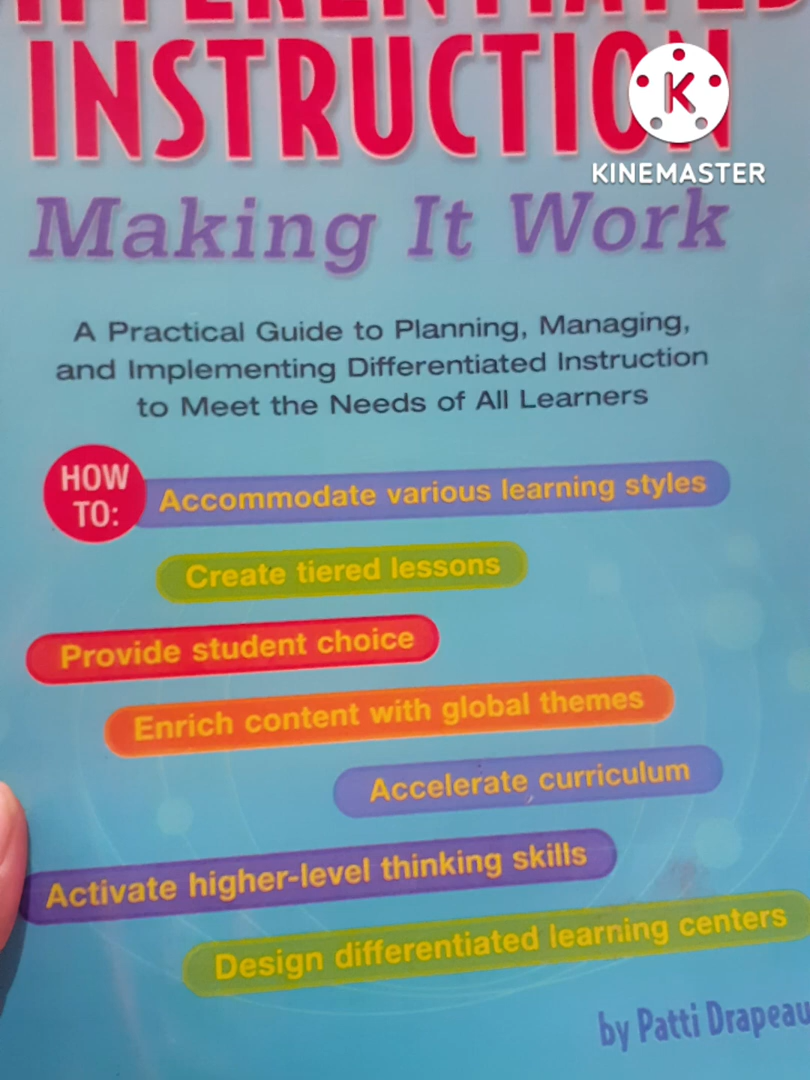 IFFERENTIATED
INSTRUCTION
K
KINEMASTER
Making It Work
A Practical Guide to Planning, Managing,
and Implementing Differentiated Instruction
to Meet the Needs of All Learners
HOW
TO:
Accommodate various learning styles
Create tiered lessons
Provide student choice
Enrich content with global themes
Accelerate curriculum
Activate higher-level thinking skills
Design differentiated learning centers
by Patti Drapeau